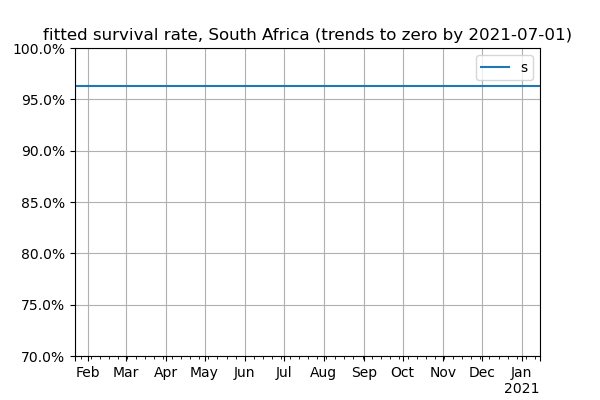 fitted survival rate, South Africa (trends to zero by 2021-07-01)
100.0%
s
95.0%
90.0%
85.0%
80.0%
75.0%
70.0%
Feb Mar Apr May Jun Jul Aug Sep Oct Nov Dec Jan
2021